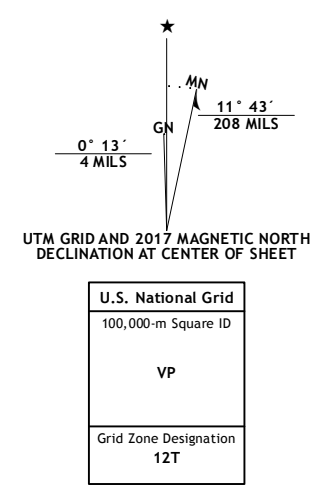 ★
MN
GN
11° 43´
208 MILS
0° 13´
4 MILS
UTM GRID AND 2017 MAGNETIC NORTH
DECLINATION AT CENTER OF SHEET
U.S. National Grid
100,000-m Square ID
VP
Grid Zone Designation
12T